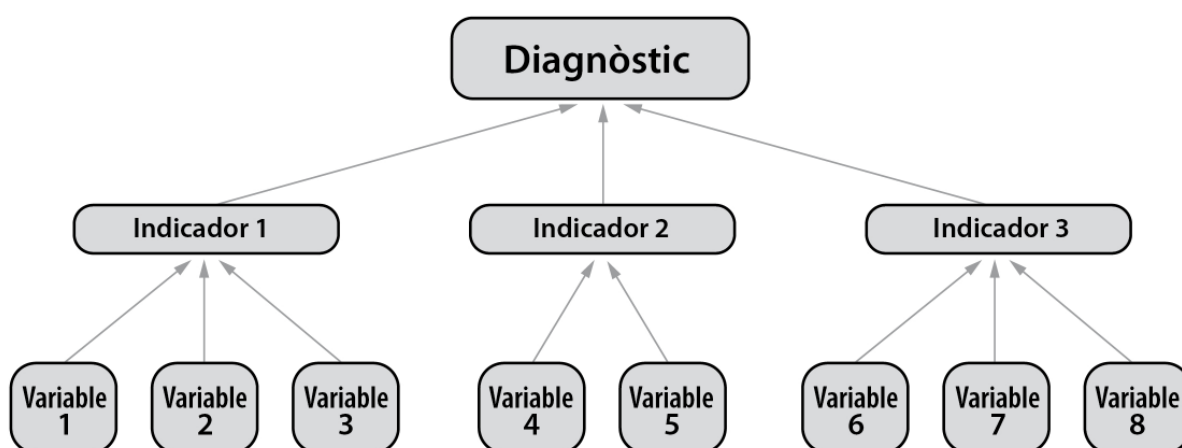 Diagnòstic
Indicador 1
Indicador 2
Indicador 3
Variable
1
Variable
2
Variable
3
Variable
4
Variable
5
Variable
6
Variable
7
Variable
8